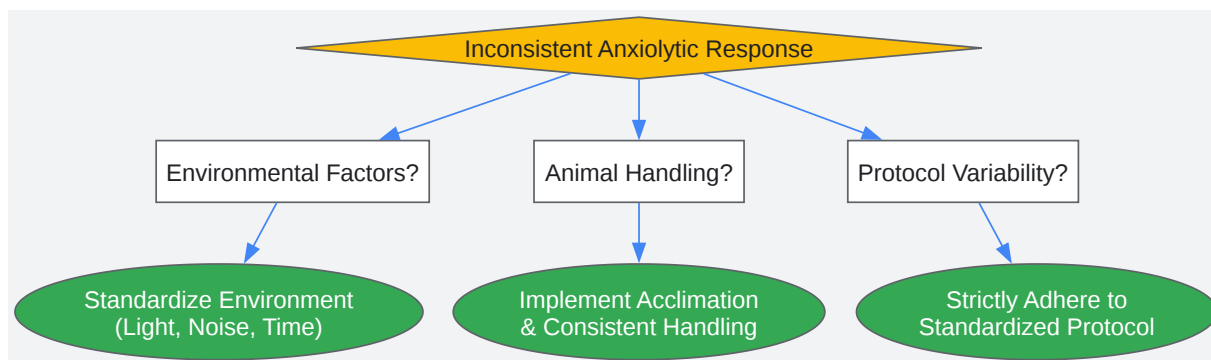 Inconsistent Anxiolytic Response
Environmental Factors?
Animal Handling?
Protocol Variability?
Standardize Environment
(Light, Noise, Time)
Implement Acclimation
& Consistent Handling
Strictly Adhere to
Standardized Protocol